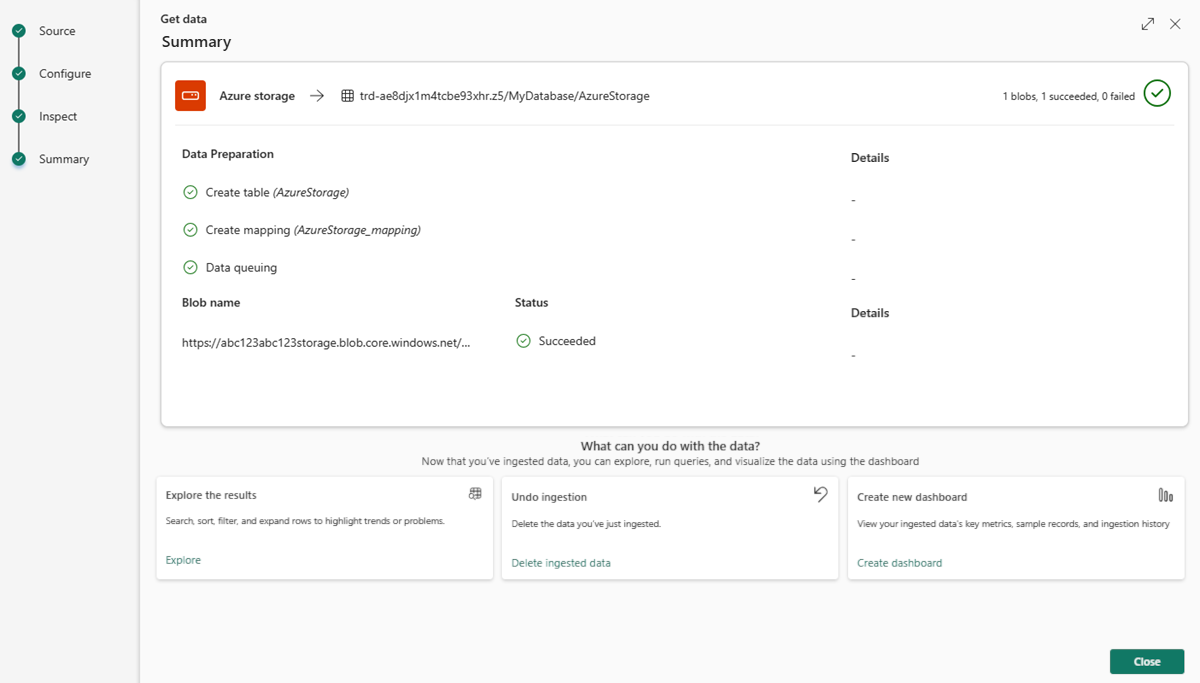 Source
Configure
Inspect
Summary
Get data
Summary
Azure storage
trd-ae8djx1m4tcbe93xhr.z5/MyDatabase/AzureStorage
1 blobs, 1 succeeded, 0 failed
Data Preparation
Details
Create table (AzureStorage)
-
Create mapping (AzureStorage_mapping)
-
Data queuing
-
Blob name
Status
Details
https://abc123abc123storage.blob.core.windows.net/...
Succeeded
-
What can you do with the data?
Now that you've ingested data, you can explore, run queries, and visualize the data using the dashboard
Explore the results
Search, sort, filter, and expand rows to highlight trends or problems.
Explore
Undo ingestion
Delete the data you've just ingested.
Delete ingested data
Create new dashboard
View your ingested data's key metrics, sample records, and ingestion history
Create dashboard
Close